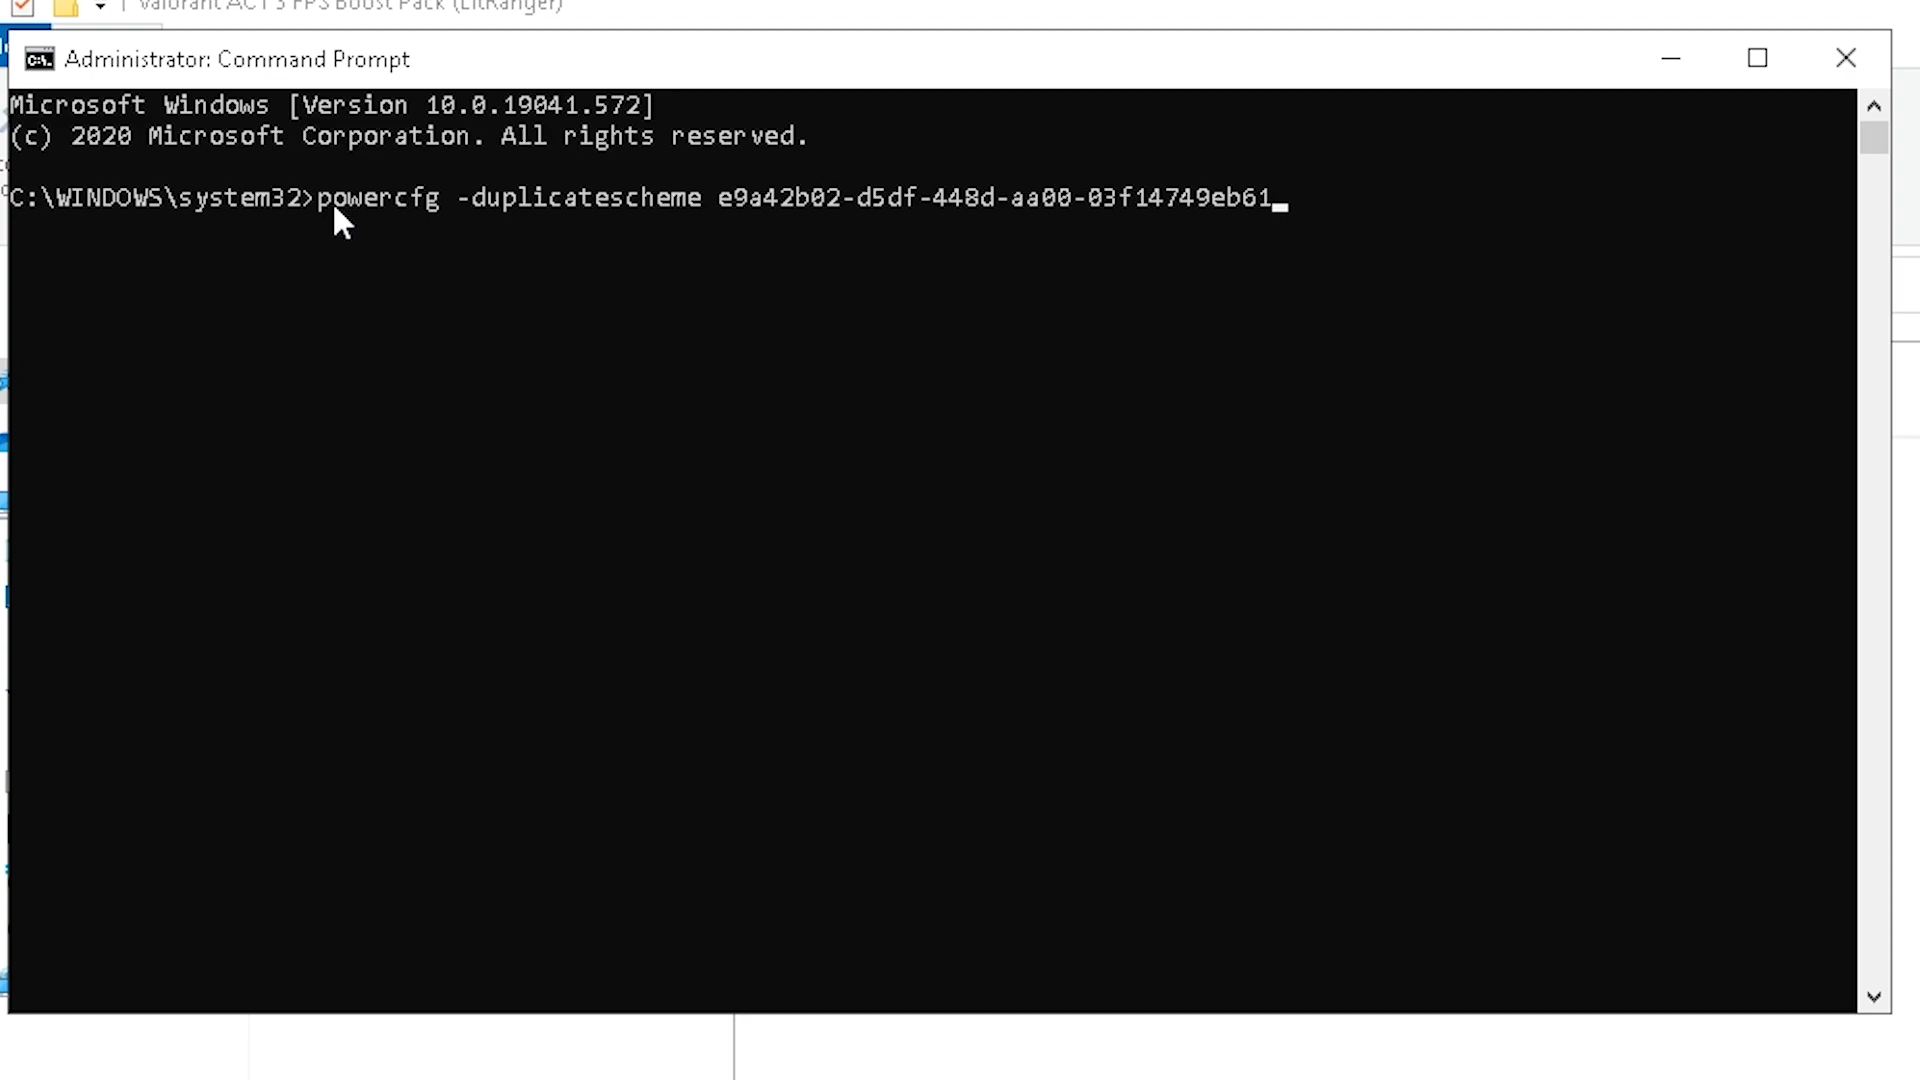 Valorant ACT 3 FPS Boost Pack (LitRanger)
Administrator: Command Prompt
Microsoft Windows [Version 10.0.19041.572]
(c) 2020 Microsoft Corporation. All rights reserved.
C:\WINDOWS\system32>powercfg -duplicatescheme e9a42b02-d5df-448d-aa00-03f14749eb61